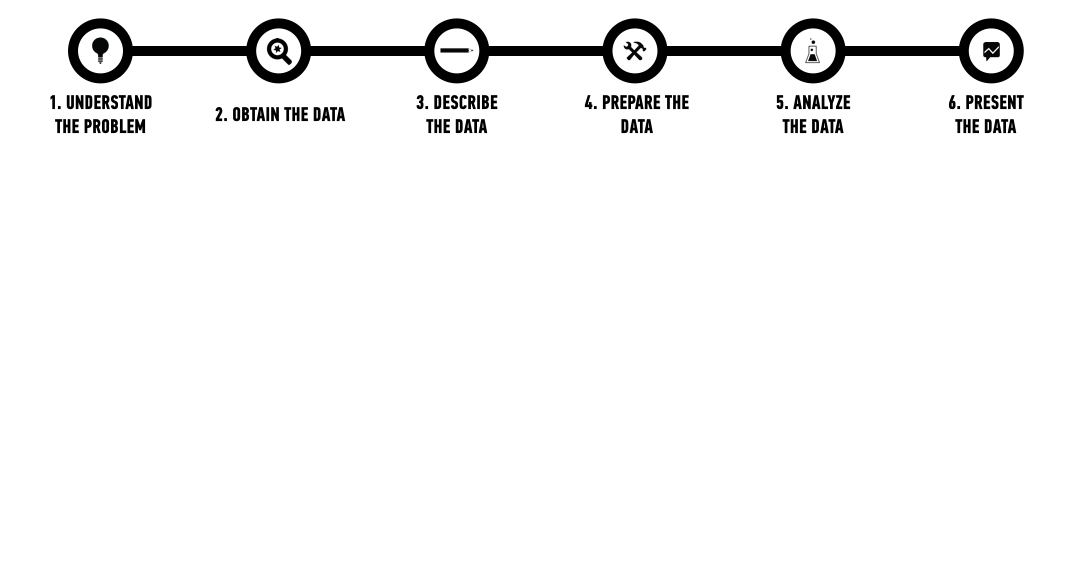 1. UNDERSTAND
THE PROBLEM
2. OBTAIN THE DATA
3. DESCRIBE
THE DATA
4. PREPARE THE
DATA
5. ANALYZE
THE DATA
6. PRESENT
THE DATA